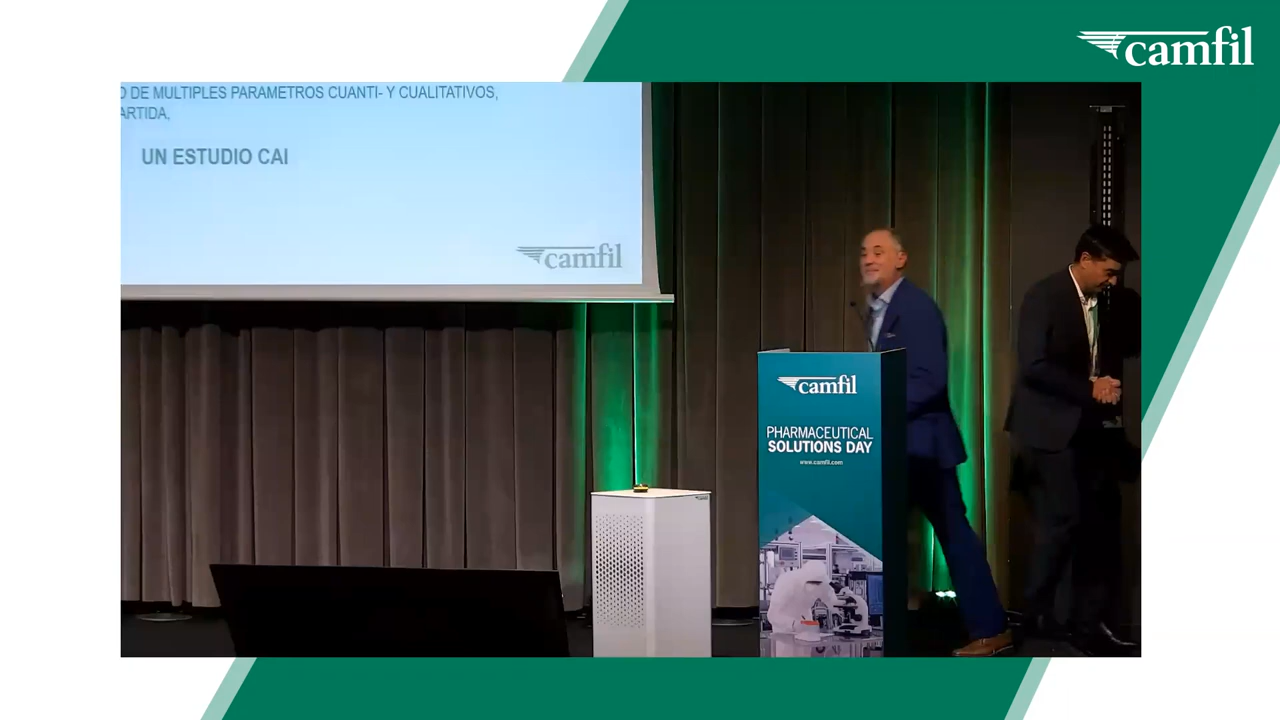 camfil
O DE MULTIPLES PARAMETROS CUANTI- Y CUALITATIVOS,
ARTIDA,
UN ESTUDIO CAI
camfil
camfil
PHARMACEUTICAL
SOLUTIONS DAY
www.camfil.com